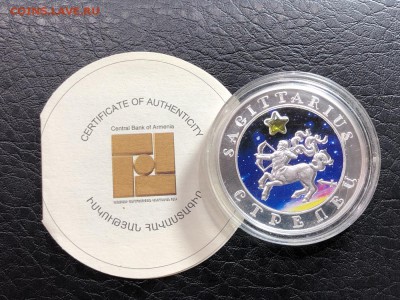 COINS.LAVE.RU
CERTIFICATE OF AUTHENTICITY
Central Bank of Armenia
SAGITTARIUS
СТРЕЛЕЦ